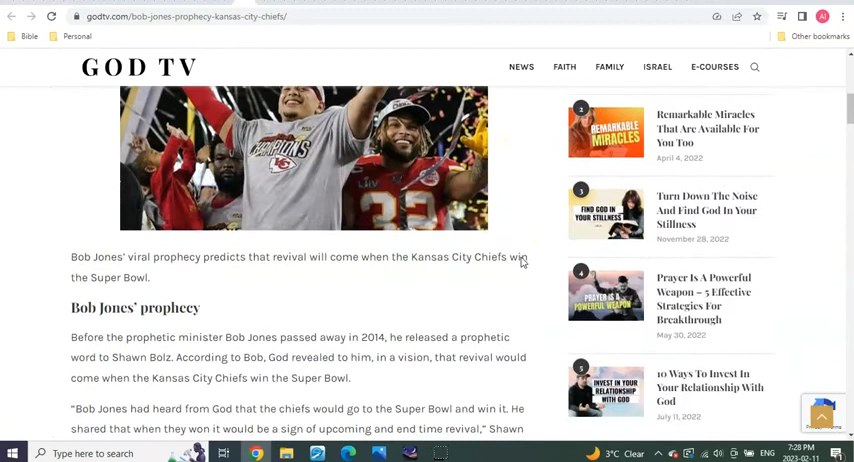 godtv.com/bob-jones-prophecy-kansas-city-chiefs/
Bible
Personal
Other bookmarks
GOD TV
NEWS
FAITH
FAMILY
ISRAEL
E-COURSES
CHAMPIONS
LIV
32
Bob Jones’ viral prophecy predicts that revival will come when the Kansas City Chiefs win
the Super Bowl.
Bob Jones’ prophecy
Before the prophetic minister Bob Jones passed away in 2014, he released a prophetic
word to Shawn Bolz. According to Bob, God revealed to him, in a vision, that revival would
come when the Kansas City Chiefs win the Super Bowl.
“Bob Jones had heard from God that the chiefs would go to the Super Bowl and win it. He
shared that when they won it would be a sign of upcoming and end time revival,” Shawn
2
REMARKABLE
MIRACLES
Remarkable Miracles
That Are Available For
You Too
April 4, 2022
3
FIND GOD IN
YOUR STILLNESS
Turn Down The Noise
And Find God In Your
Stillness
November 28, 2022
4
PRAYER IS A
POWERFUL
WEAPON
Prayer Is A Powerful
Weapon – 5 Effective
Strategies For
Breakthrough
May 30, 2022
5
INVEST IN YOUR
RELATIONSHIP
WITH GOD
10 Ways To Invest In
Your Relationship With
God
July 11, 2022
Type here to search
3°C Clear
ENG
7:28 PM
2023-02-11